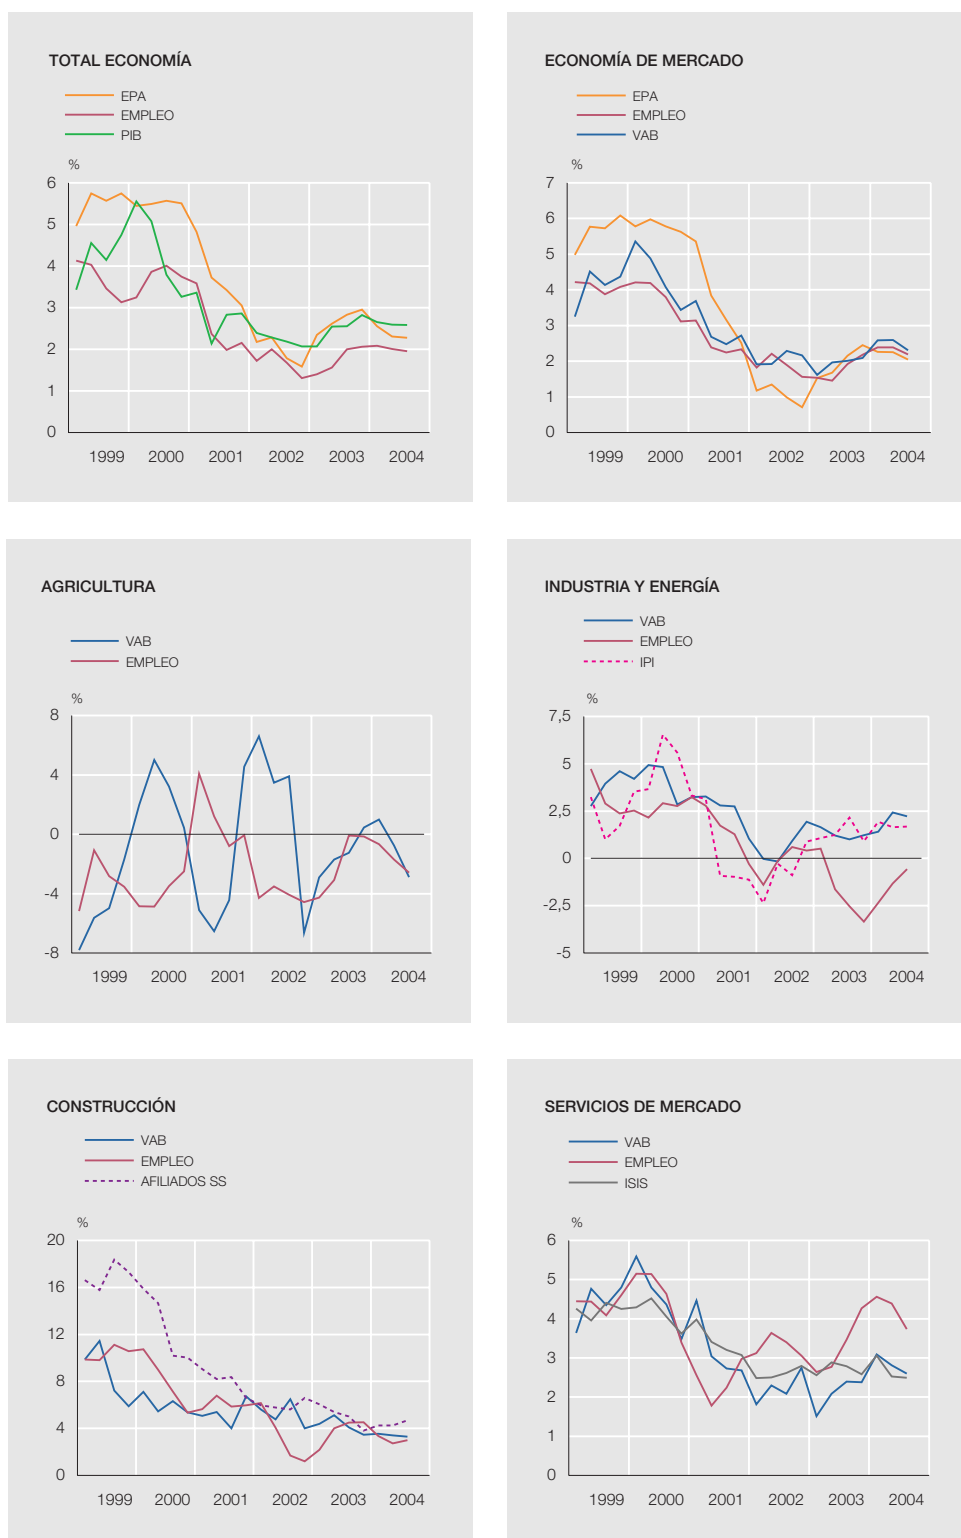 TOTAL ECONOMÍA
EPA
EMPLEO
PIB
%
6
5
4
3
2
1
0
1999 2000 2001 2002 2003 2004
ECONOMÍA DE MERCADO
EPA
EMPLEO
VAB
%
7
6
5
4
3
2
1
0
1999 2000 2001 2002 2003 2004
AGRICULTURA
VAB
EMPLEO
%
8
4
0
-4
-8
1999 2000 2001 2002 2003 2004
INDUSTRIA Y ENERGÍA
VAB
EMPLEO
IPI
%
7,5
5
2,5
0
-2,5
-5
1999 2000 2001 2002 2003 2004
CONSTRUCCIÓN
VAB
EMPLEO
AFILIADOS SS
%
20
16
12
8
4
0
1999 2000 2001 2002 2003 2004
SERVICIOS DE MERCADO
VAB
EMPLEO
ISIS
%
6
5
4
3
2
1
0
1999 2000 2001 2002 2003 2004